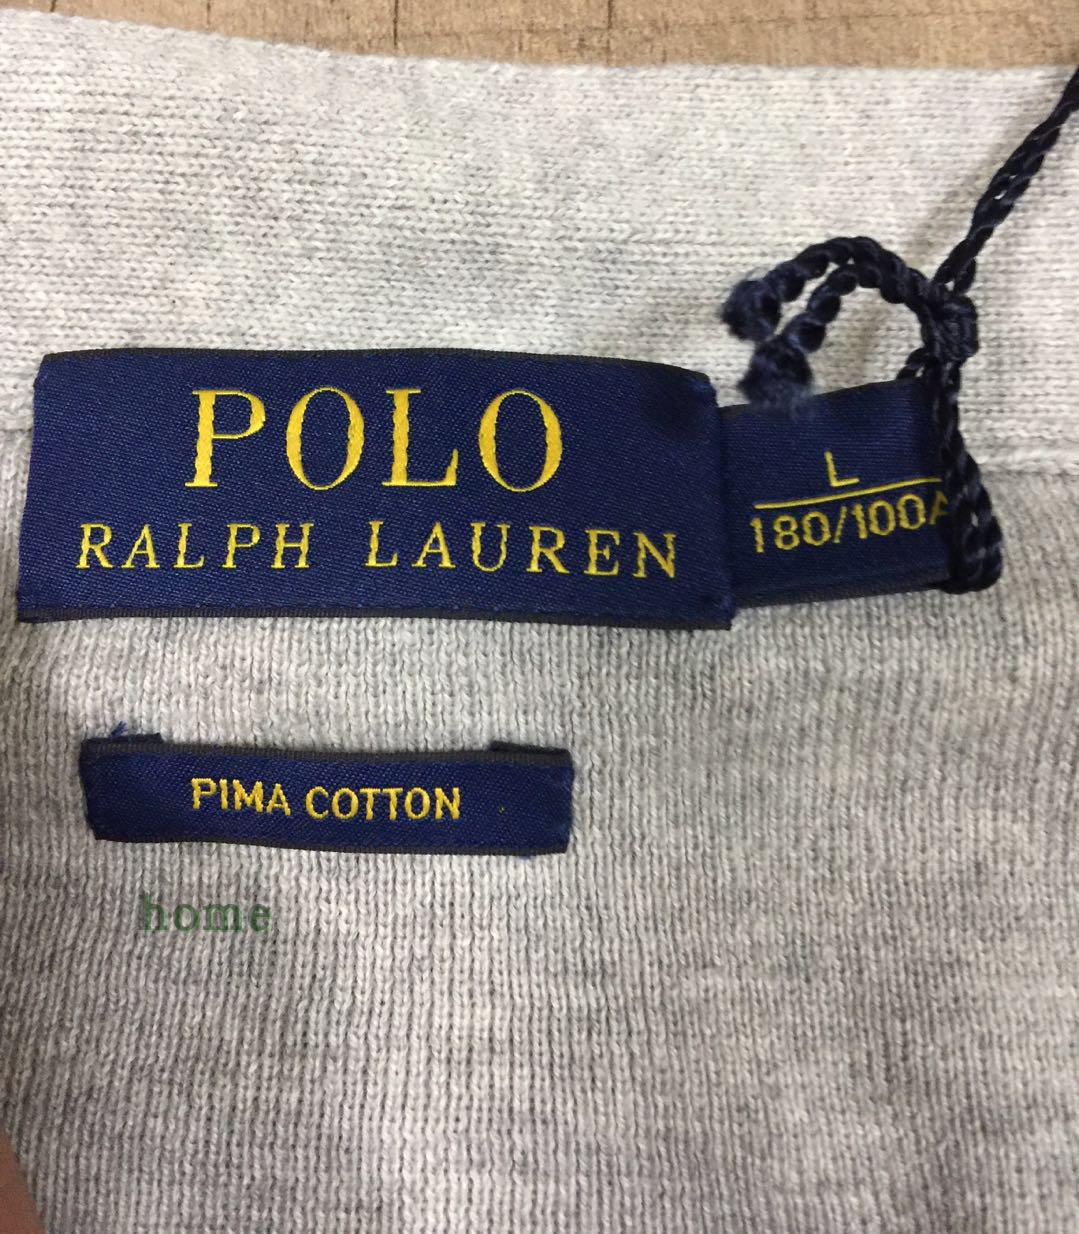 POLO
RALPH LAUREN
L
180/100A
PIMA COTTON
home